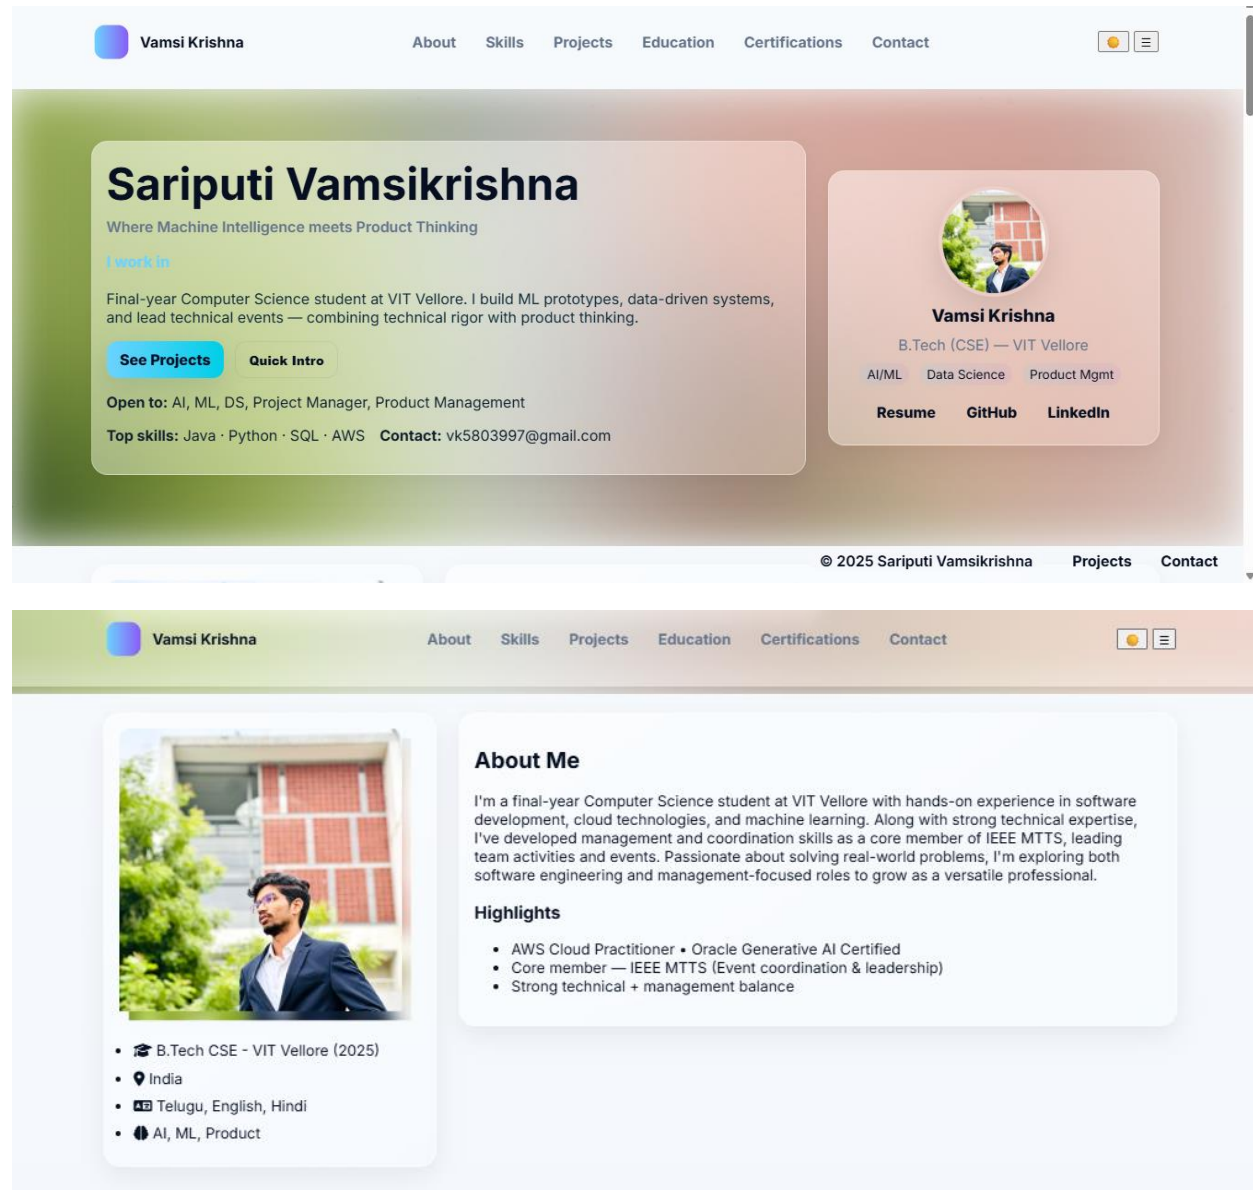 Vamsi Krishna
About Skills Projects Education Certifications Contact
Sariputi Vamsikrishna
Where Machine Intelligence meets Product Thinking
I work in
Final-year Computer Science student at VIT Vellore. I build ML prototypes, data-driven systems,
and lead technical events — combining technical rigor with product thinking.
See Projects Quick Intro
Open to: AI, ML, DS, Project Manager, Product Management
Top skills: Java · Python · SQL · AWS Contact: vk5803997@gmail.com
Vamsi Krishna
B.Tech (CSE) — VIT Vellore
AI/ML Data Science Product Mgmt
Resume GitHub LinkedIn
© 2025 Sariputi Vamsikrishna Projects Contact
Vamsi Krishna
About Skills Projects Education Certifications Contact
B.Tech CSE - VIT Vellore (2025)
India
Telugu, English, Hindi
AI, ML, Product
About Me
I'm a final-year Computer Science student at VIT Vellore with hands-on experience in software
development, cloud technologies, and machine learning. Along with strong technical expertise,
I've developed management and coordination skills as a core member of IEEE MTTS, leading
team activities and events. Passionate about solving real-world problems, I'm exploring both
software engineering and management-focused roles to grow as a versatile professional.
Highlights
• AWS Cloud Practitioner • Oracle Generative AI Certified
• Core member — IEEE MTTS (Event coordination & leadership)
• Strong technical + management balance